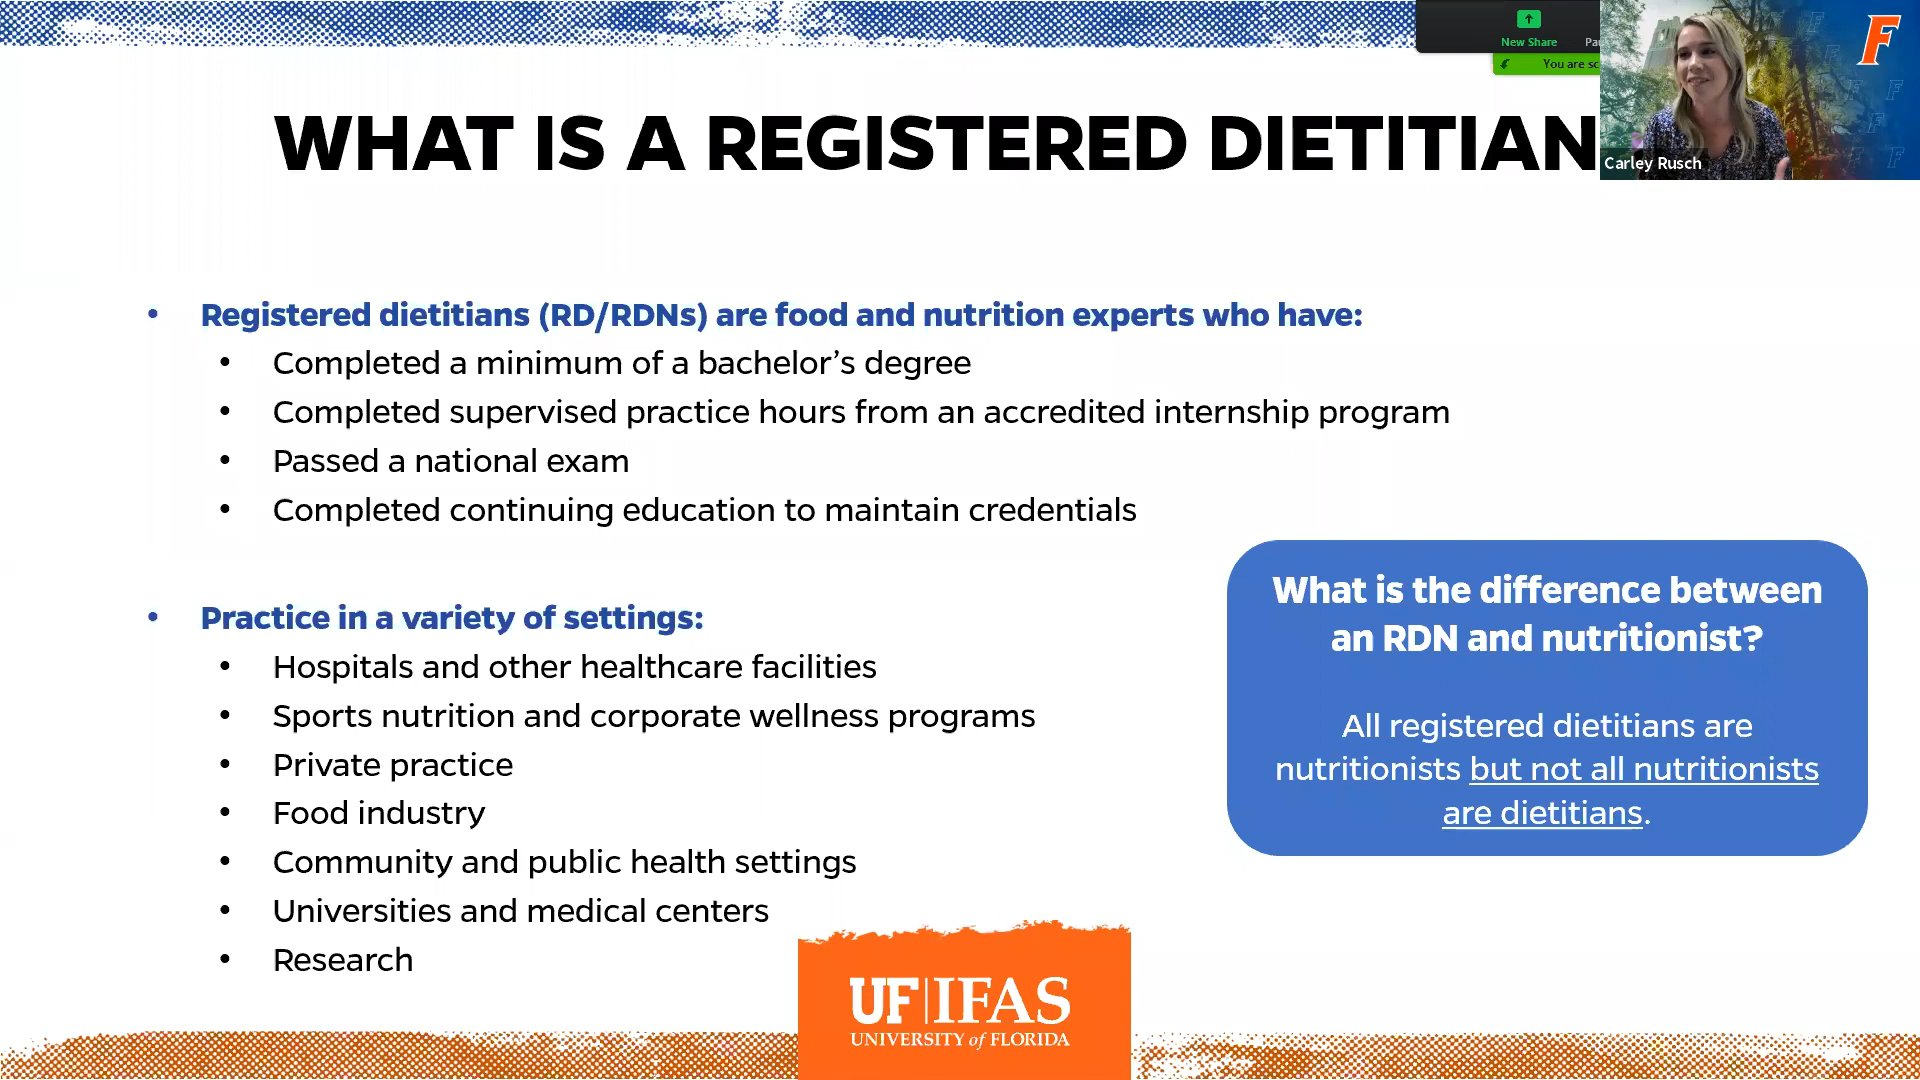 New Share
You are
WHAT IS A REGISTERED DIETITIAN
F
Carley Rusch
• Registered dietitians (RD/RDNs) are food and nutrition experts who have:
• Completed a minimum of a bachelor’s degree
• Completed supervised practice hours from an accredited internship program
• Passed a national exam
• Completed continuing education to maintain credentials
• Practice in a variety of settings:
• Hospitals and other healthcare facilities
• Sports nutrition and corporate wellness programs
• Private practice
• Food industry
• Community and public health settings
• Universities and medical centers
• Research
What is the difference between
an RDN and nutritionist?
All registered dietitians are
nutritionists but not all nutritionists
are dietitians.
UF|IFAS
UNIVERSITY of FLORIDA